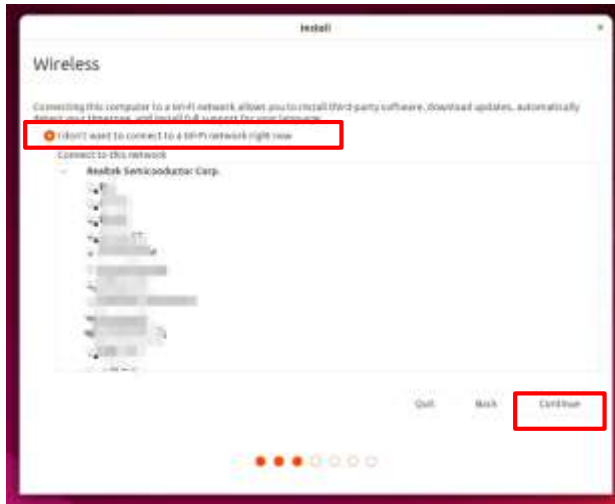 Install
Wireless
Connecting this computer to a Wi-Fi network allows you to install third-party software, download updates, automatically
detect your timezone, and install full support for your language.
I don't want to connect to a Wi-Fi network right now
Connect to this network
Realtek Semiconductor Corp.
Quit Back Continue